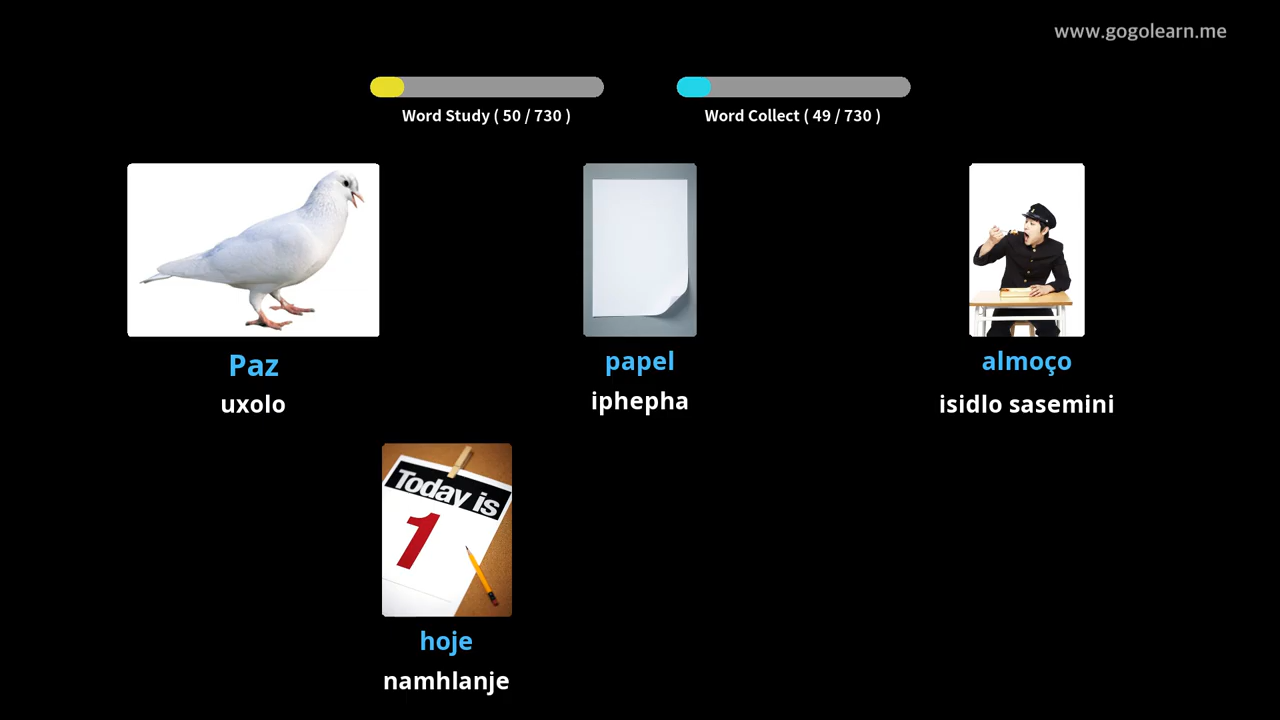 www.gogolearn.me
Word Study ( 50 / 730 )
Word Collect ( 49 / 730 )
Paz
uxolo
papel
iphepha
almoço
isidlo sasemini
Today is
1
hoje
namhlanje